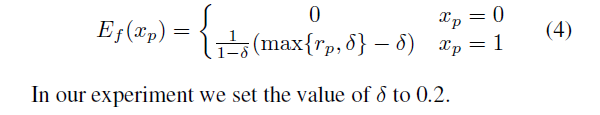 E_f(x_p) = { 0 x_p = 0
1/(1−δ) (max{r_p, δ} − δ) x_p = 1 (4)
In our experiment we set the value of δ to 0.2.